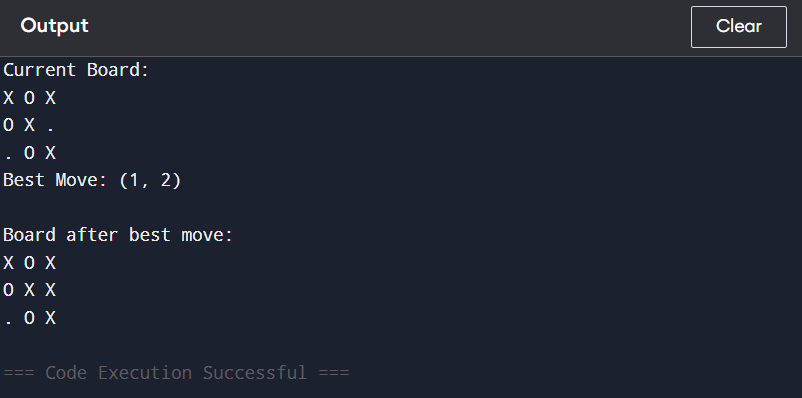 Output
Clear
Current Board:
X O X
O X .
. O X
Best Move: (1, 2)
Board after best move:
X O X
O X X
. O X
=== Code Execution Successful ===